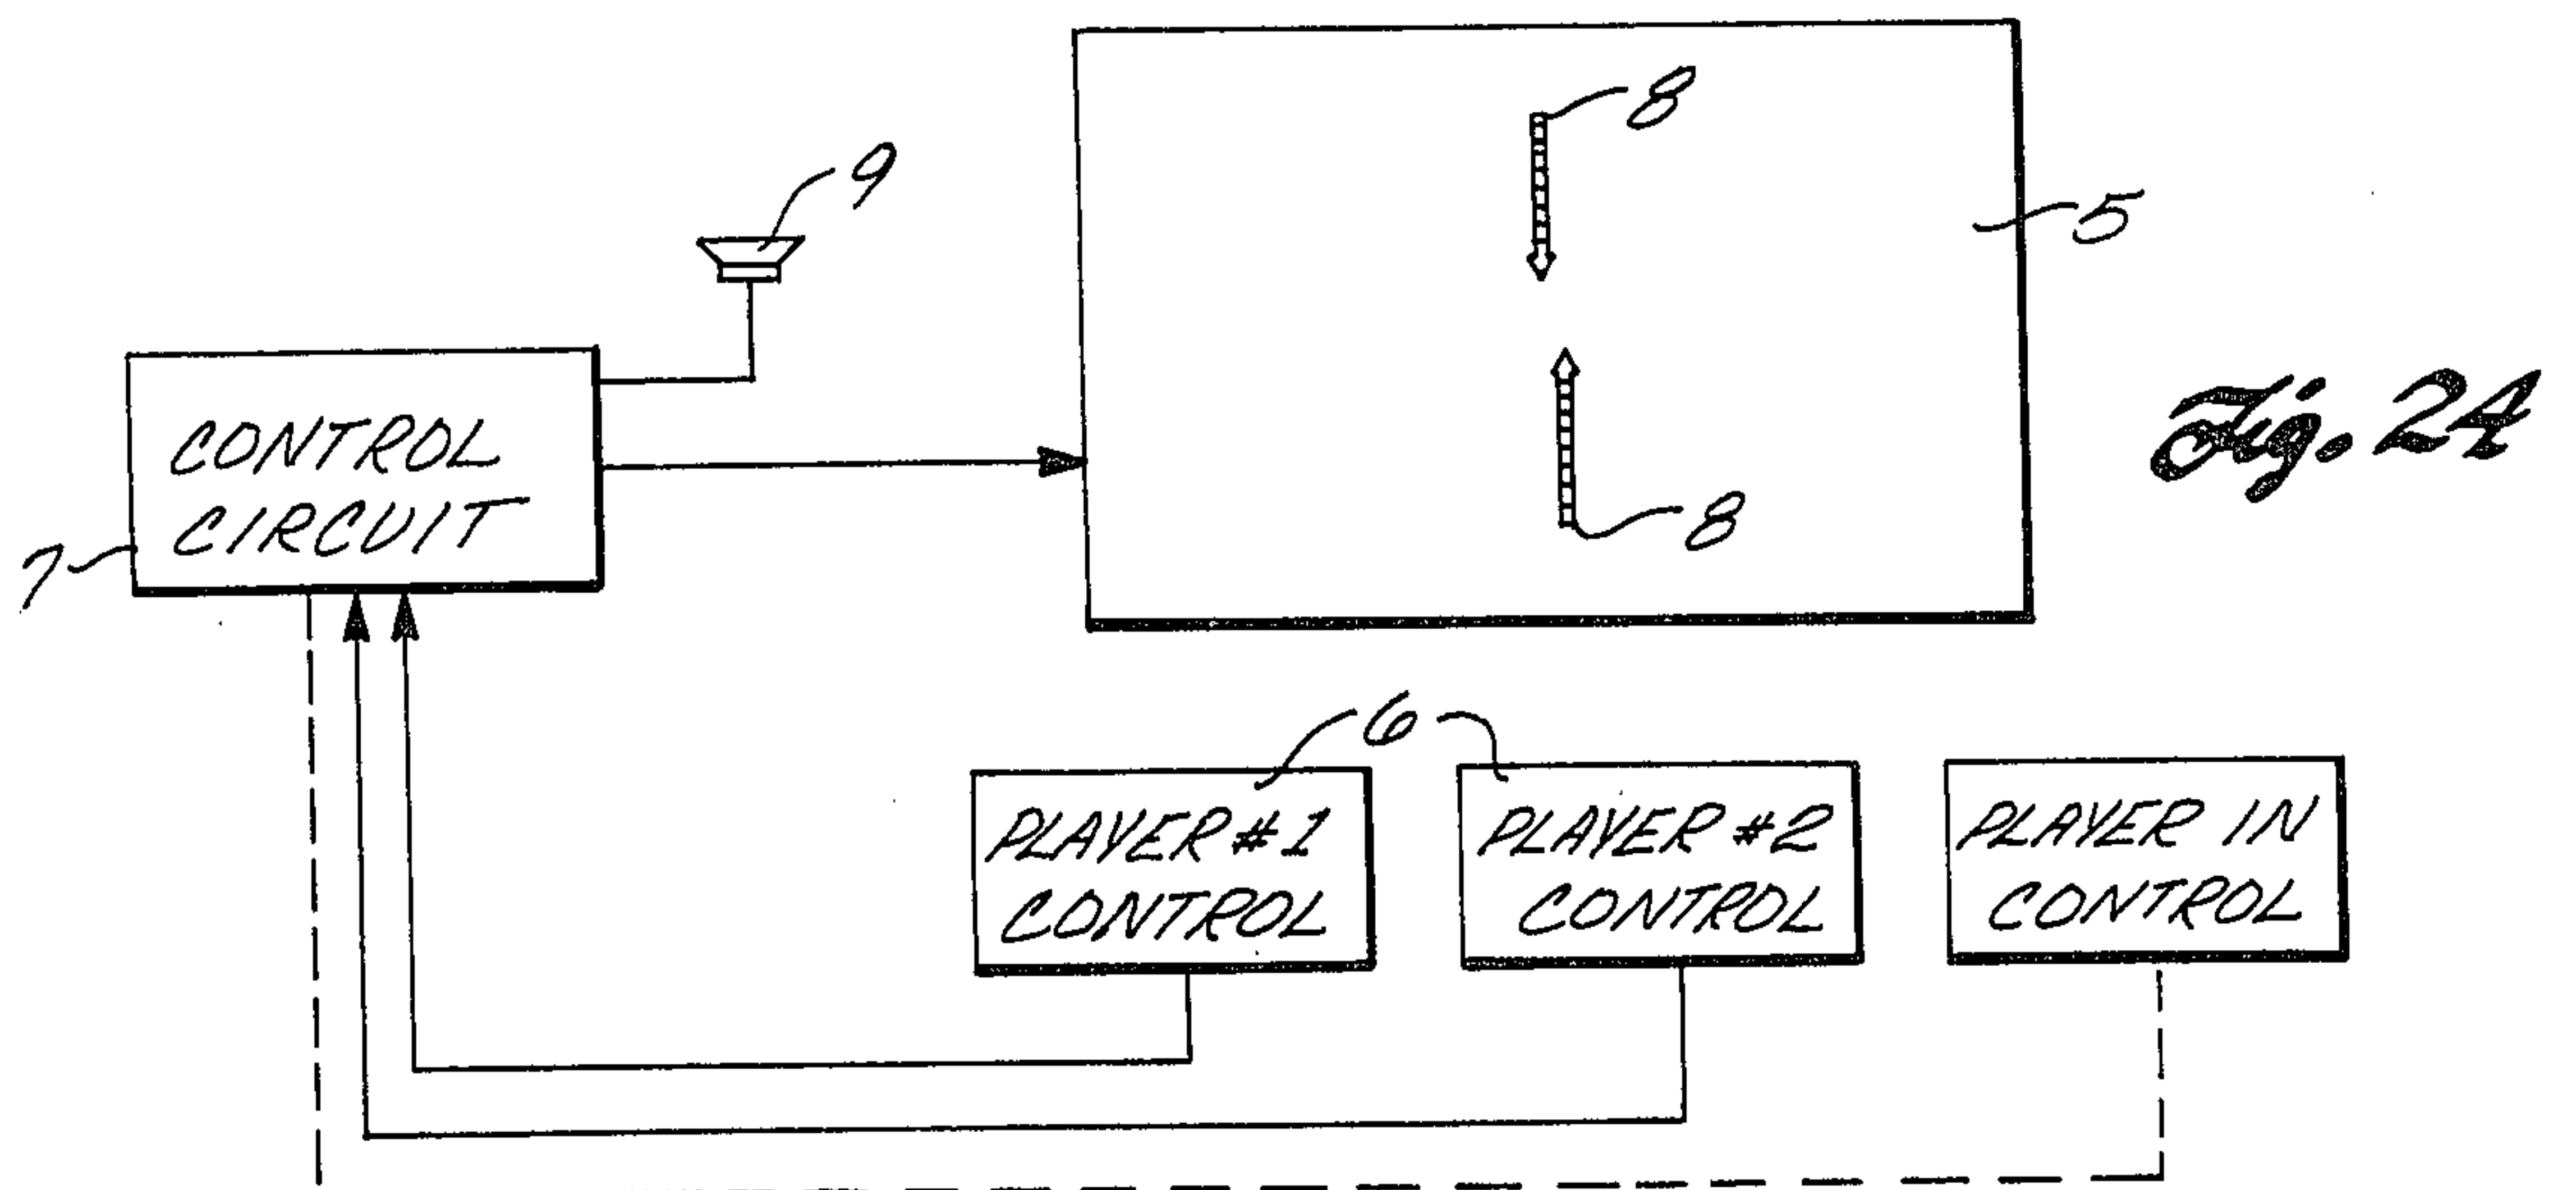 8
9
5
CONTROL
CIRCUIT
7
8
Fig. 2A
6
PLAYER #1
CONTROL
PLAYER #2
CONTROL
PLAYER IN
CONTROL